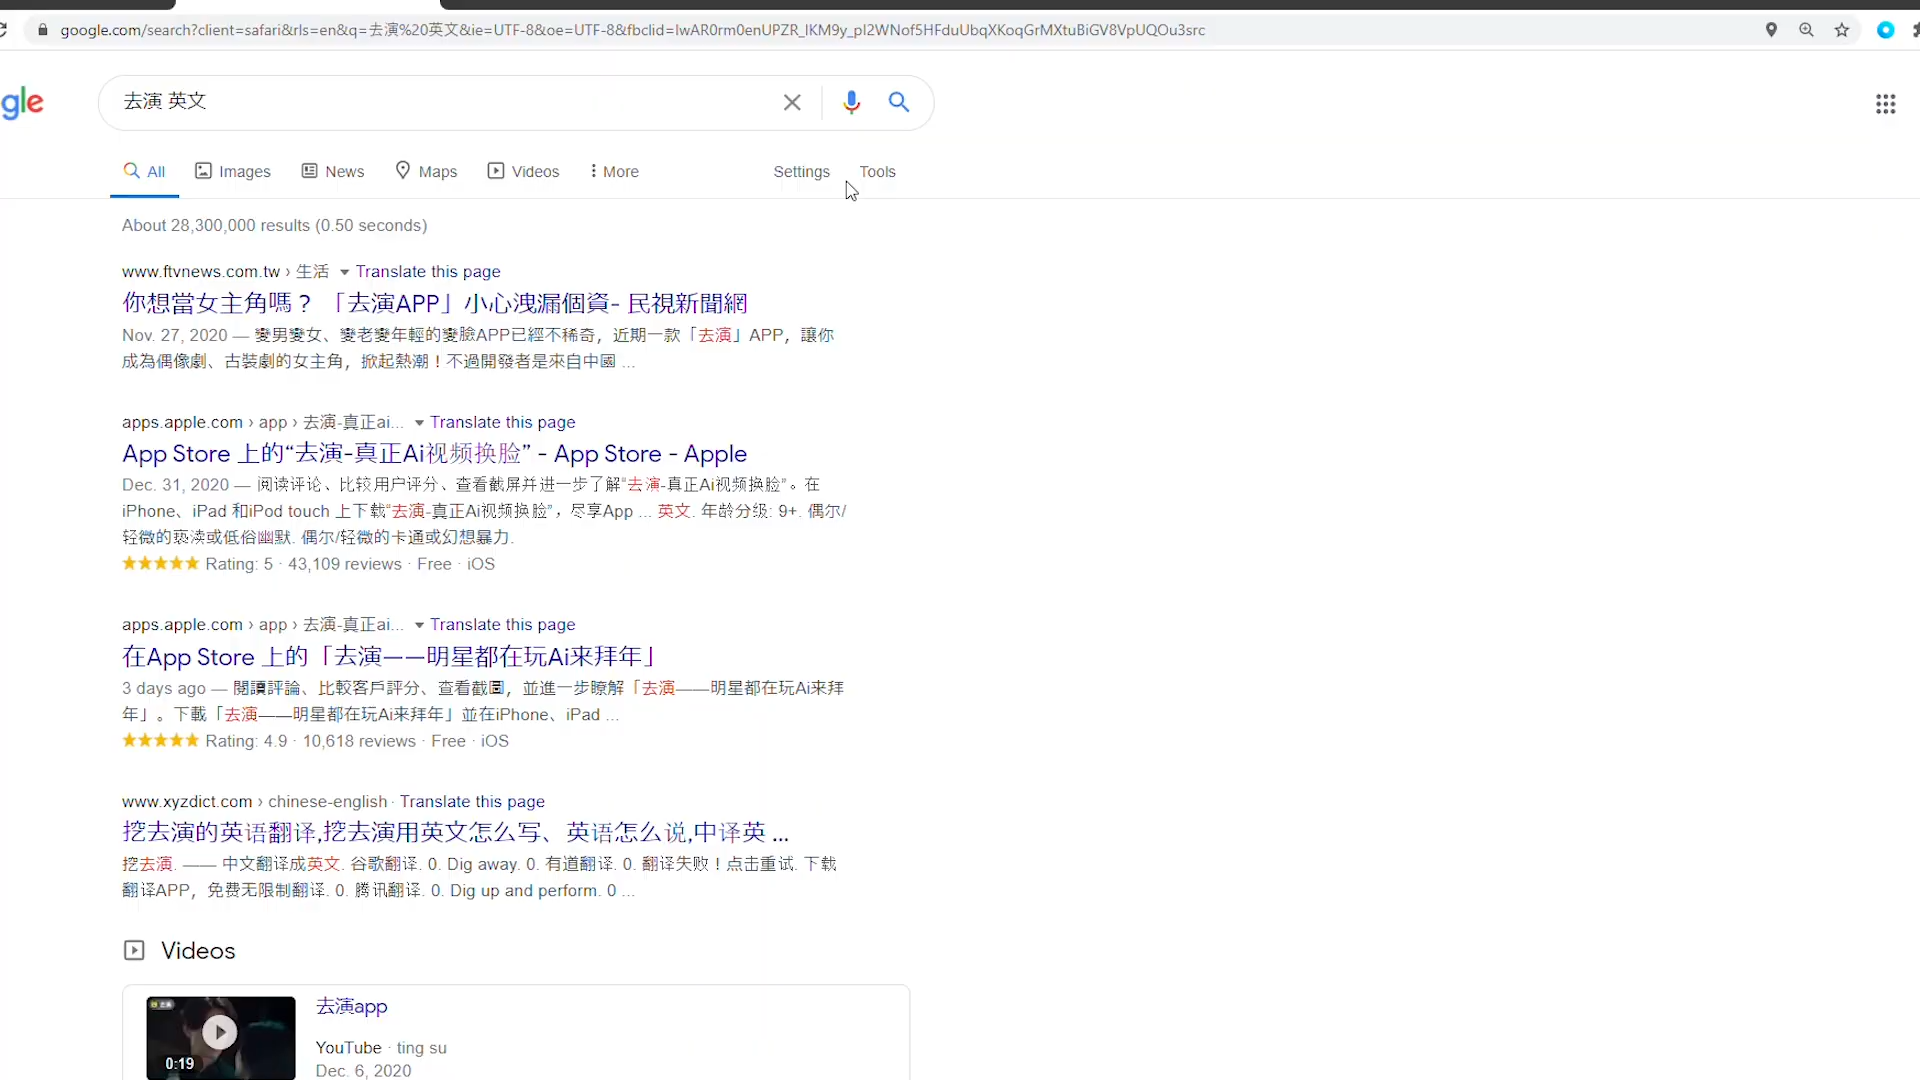 google.com/search?client=safari&rls=en&q=去演%20英文&ie=UTF-8&oe=UTF-8&fbclid=IwAR0rm0enUPZR_IKM9y_pI2WNof5HFduUbqXKoqGrMXtuBiGV8VpUQOu3src
gle
去演 英文
All Images News Maps Videos More Settings Tools
About 28,300,000 results (0.50 seconds)
www.ftvnews.com.tw › 生活 Translate this page
你想當女主角嗎？ 「去演APP」小心洩漏個資- 民視新聞網
Nov. 27, 2020 — 變男變女、變老變年輕的變臉APP已經不稀奇，近期一款「去演」APP，讓你
成為偶像劇、古裝劇的女主角，掀起熱潮！不過開發者是來自中國 ...
apps.apple.com › app › 去演-真正ai... Translate this page
App Store 上的“去演-真正Ai视频换脸” - App Store - Apple
Dec. 31, 2020 — 阅读评论、比较用户评分、查看截屏并进一步了解“去演-真正Ai视频换脸”。在
iPhone、iPad 和iPod touch 上下载“去演-真正Ai视频换脸”，尽享App ... 英文. 年龄分级: 9+. 偶尔/
轻微的亵渎或低俗幽默. 偶尔/轻微的卡通或幻想暴力.
Rating: 5 · 43,109 reviews · Free · iOS
apps.apple.com › app › 去演-真正ai... Translate this page
在App Store 上的「去演——明星都在玩Ai来拜年」
3 days ago — 閱讀評論、比較客戶評分、查看截圖，並進一步瞭解「去演——明星都在玩Ai来拜
年」。下載「去演——明星都在玩Ai来拜年」並在iPhone、iPad ...
Rating: 4.9 · 10,618 reviews · Free · iOS
www.xyzdict.com › chinese-english · Translate this page
挖去演的英语翻译,挖去演用英文怎么写、英语怎么说,中译英 ...
挖去演. —— 中文翻译成英文. 谷歌翻译. 0. Dig away. 0. 有道翻译. 0. 翻译失败！点击重试. 下载
翻译APP，免费无限制翻译. 0. 腾讯翻译. 0. Dig up and perform. 0 ...
Videos
去演app
0:19
YouTube · ting su
Dec. 6, 2020